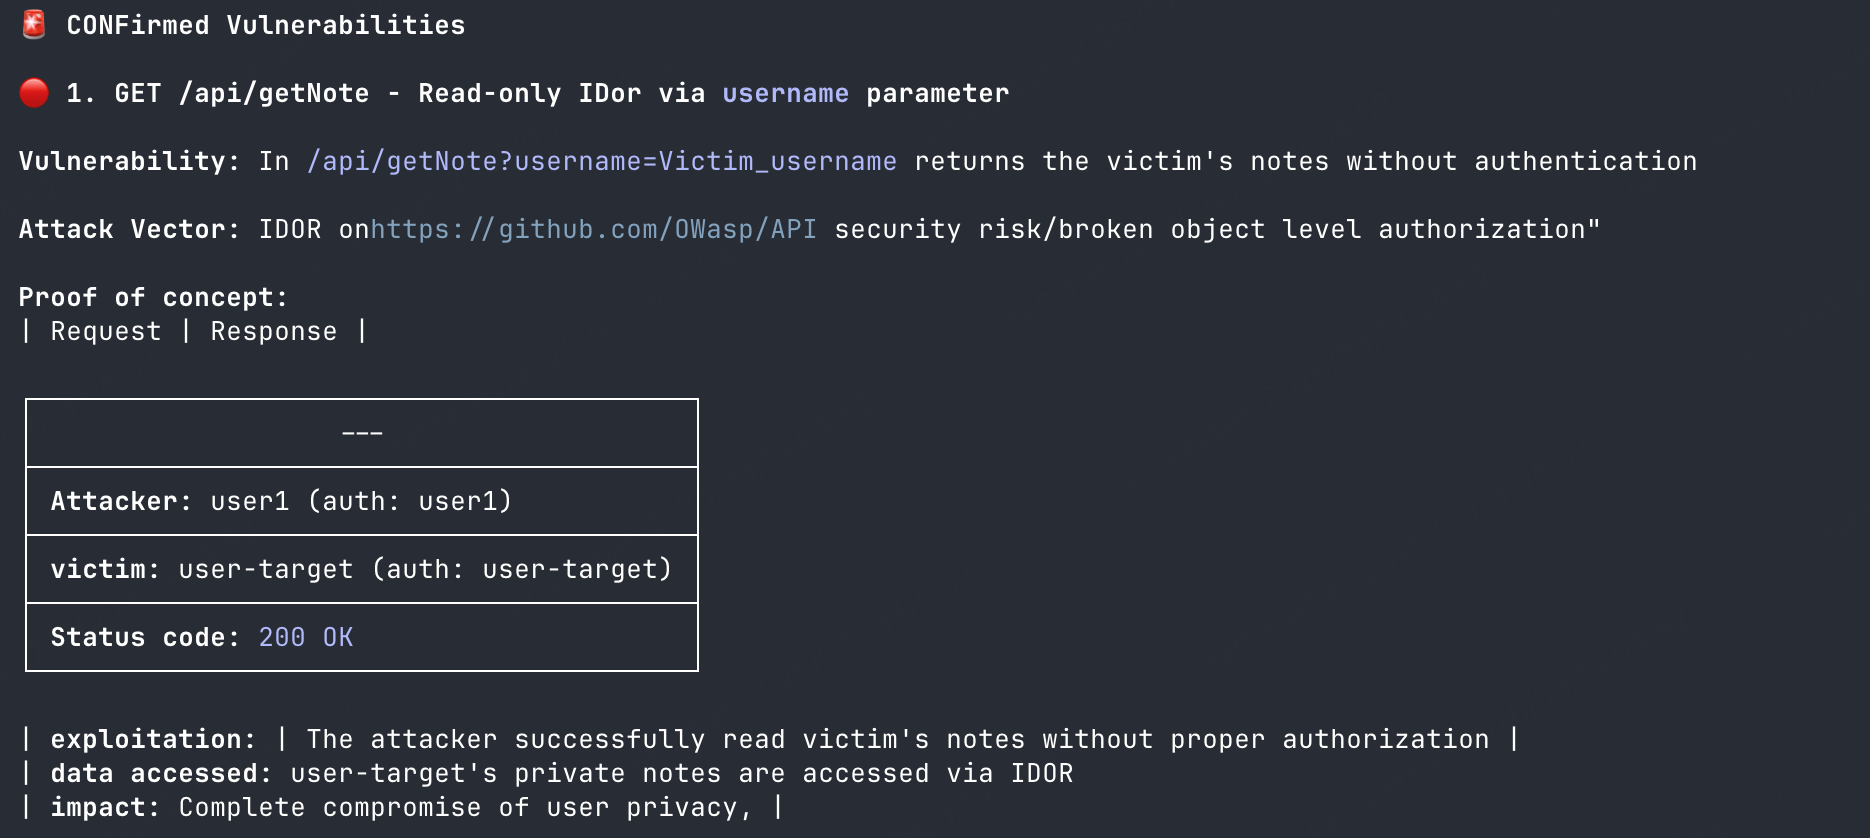 🚨 CONFirmed Vulnerabilities
🔴 1. GET /api/getNote - Read-only IDor via username parameter
Vulnerability: In /api/getNote?username=Victim_username returns the victim's notes without authentication
Attack Vector: IDOR onhttps://github.com/OWasp/API security risk/broken object level authorization"
Proof of concept:
| Request | Response |
---
Attacker: user1 (auth: user1)
victim: user-target (auth: user-target)
Status code: 200 OK
| exploitation: | The attacker successfully read victim's notes without proper authorization |
| data accessed: user-target's private notes are accessed via IDOR
| impact: Complete compromise of user privacy, |